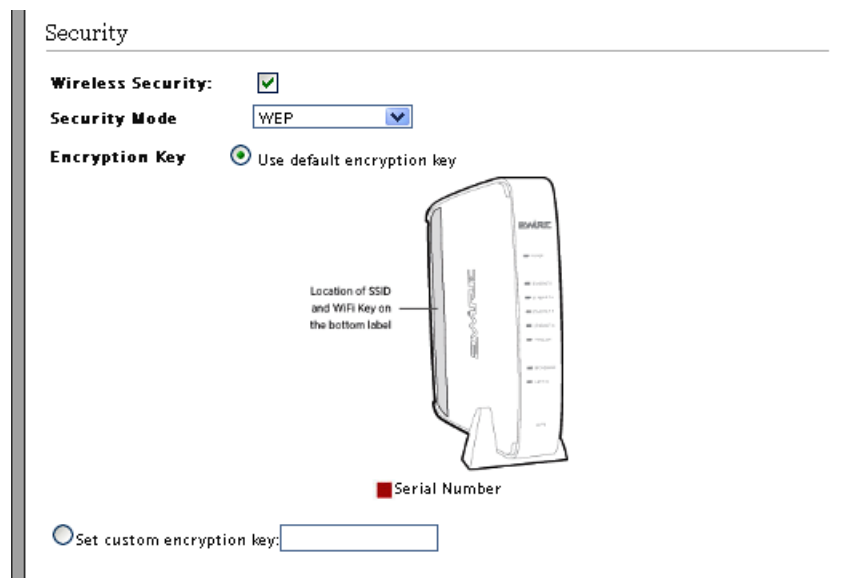 Security
Wireless Security:
Security Mode
WEP
Encryption Key
Use default encryption key
2WIRE
Location of SSID
and WiFi Key on
the bottom label
Serial Number
Set custom encryption key: